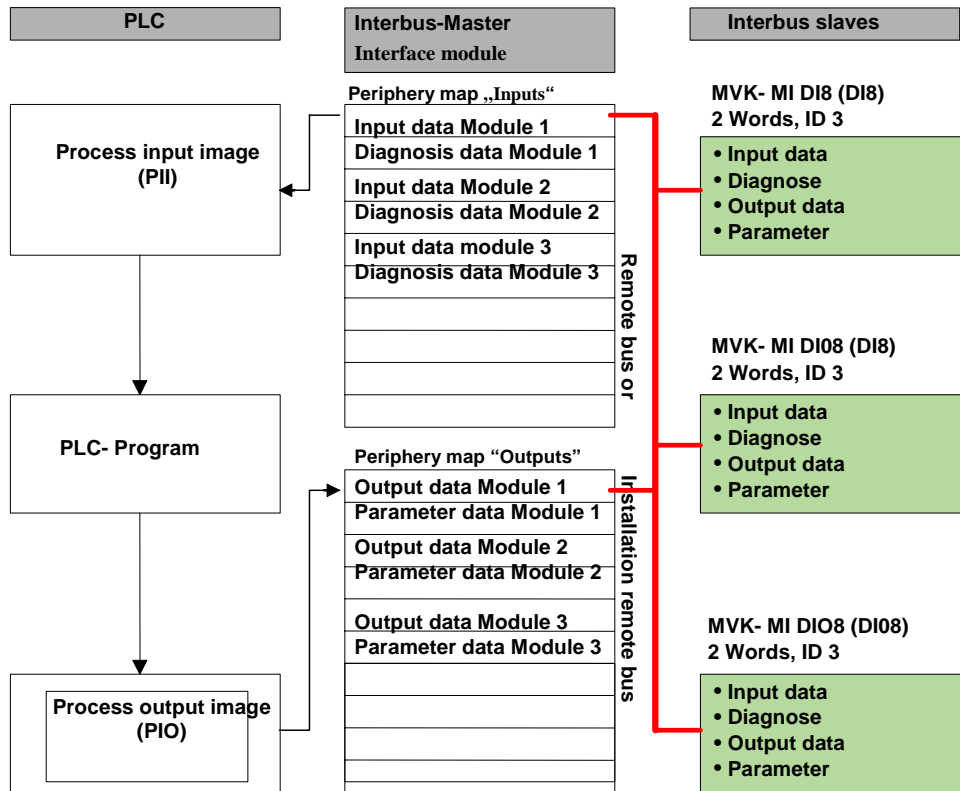 PLC
Process input image
(PII)
PLC- Program
Process output image
(PIO)
Interbus-Master
Interface module
Periphery map „Inputs“
Input data Module 1
Diagnosis data Module 1
Input data Module 2
Diagnosis data Module 2
Input data module 3
Diagnosis data Module 3
Periphery map “Outputs”
Output data Module 1
Parameter data Module 1
Output data Module 2
Parameter data Module 2
Output data Module 3
Parameter data Module 3
Remote bus or
Installation remote bus
Interbus slaves
MVK- MI DI8 (DI8)
2 Words, ID 3
• Input data
• Diagnose
• Output data
• Parameter
MVK- MI DI08 (DI8)
2 Words, ID 3
• Input data
• Diagnose
• Output data
• Parameter
MVK- MI DIO8 (DI08)
2 Words, ID 3
• Input data
• Diagnose
• Output data
• Parameter